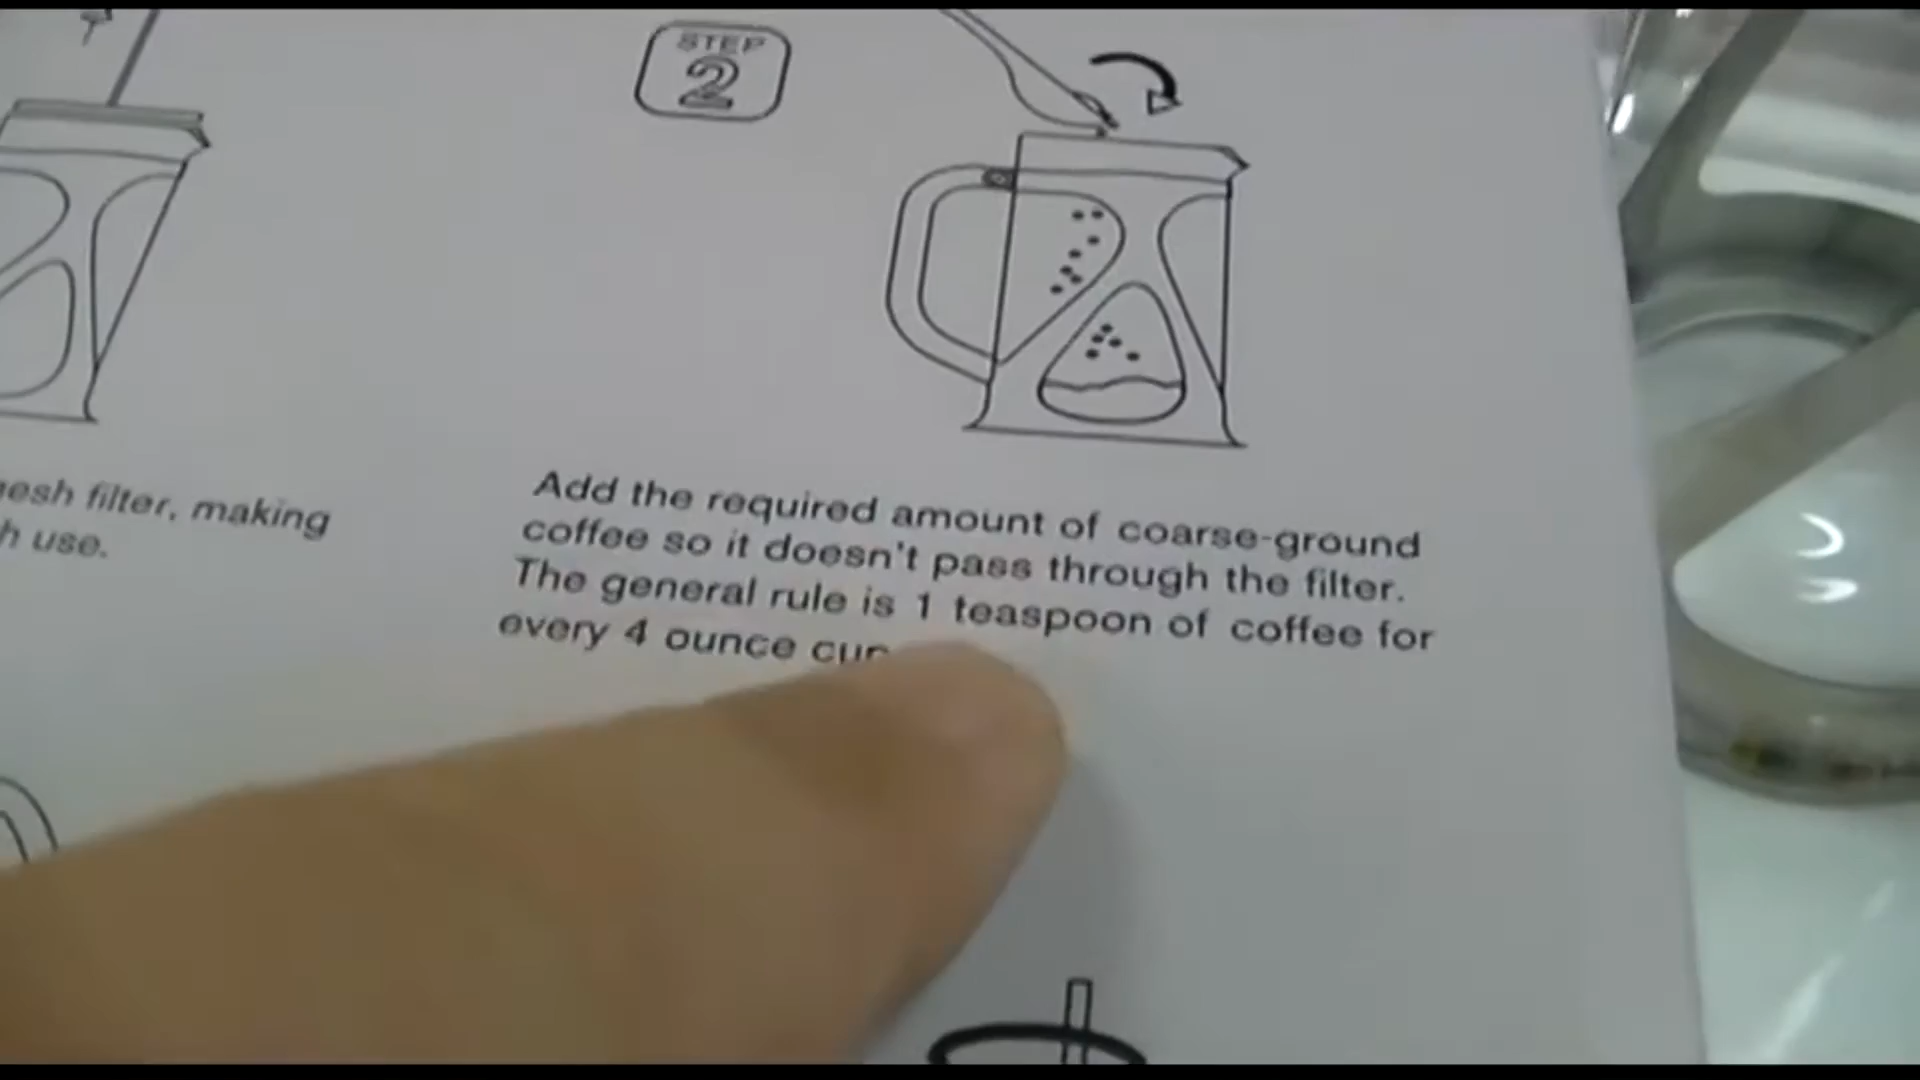 STEP
2
filter, making
use.
Add the required amount of coarse-ground
coffee so it doesn't pass through the filter.
The general rule is 1 teaspoon of coffee for
every 4 ounce cup